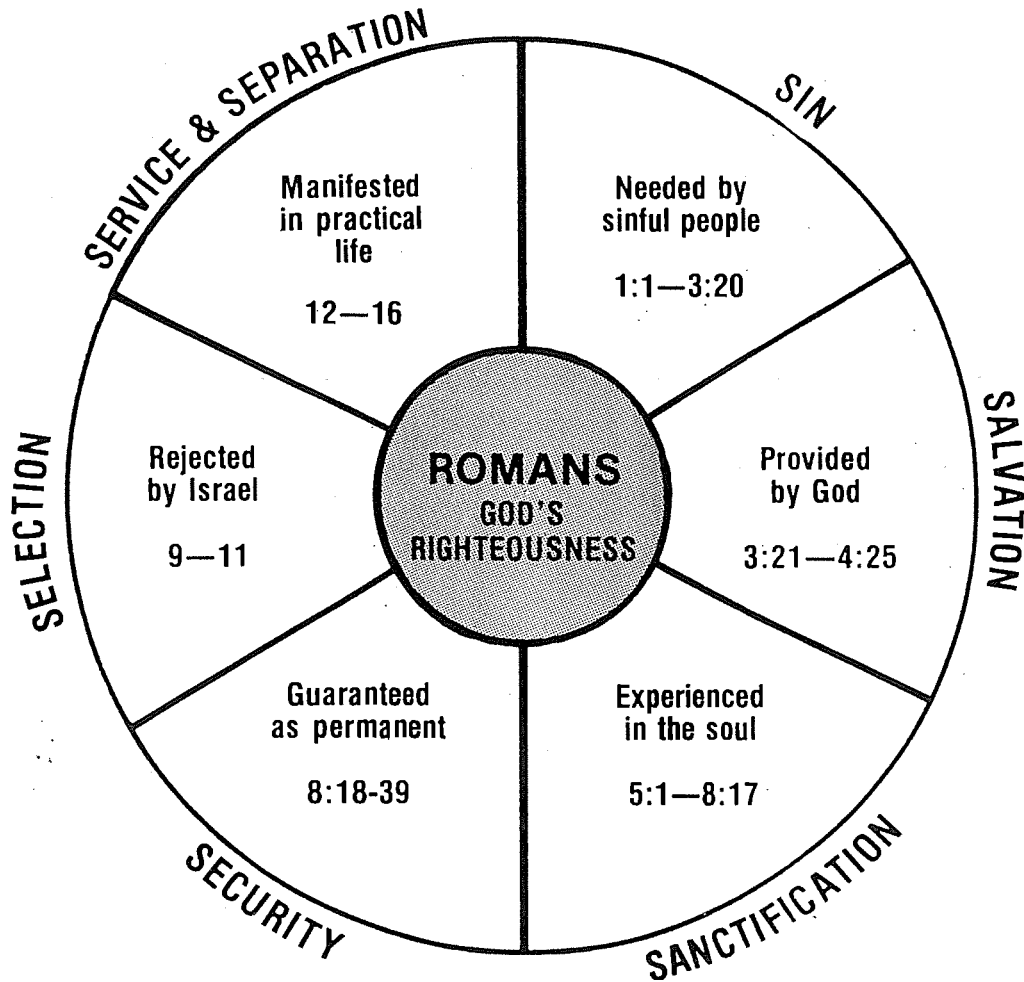 ROMANS
GOD'S
RIGHTEOUSNESS
SIN
Needed by
sinful people
1:1—3:20
SALVATION
Provided
by God
3:21—4:25
SANCTIFICATION
Experienced
in the soul
5:1—8:17
SECURITY
Guaranteed
as permanent
8:18-39
SELECTION
Rejected
by Israel
9—11
SERVICE & SEPARATION
Manifested
in practical
life
12—16